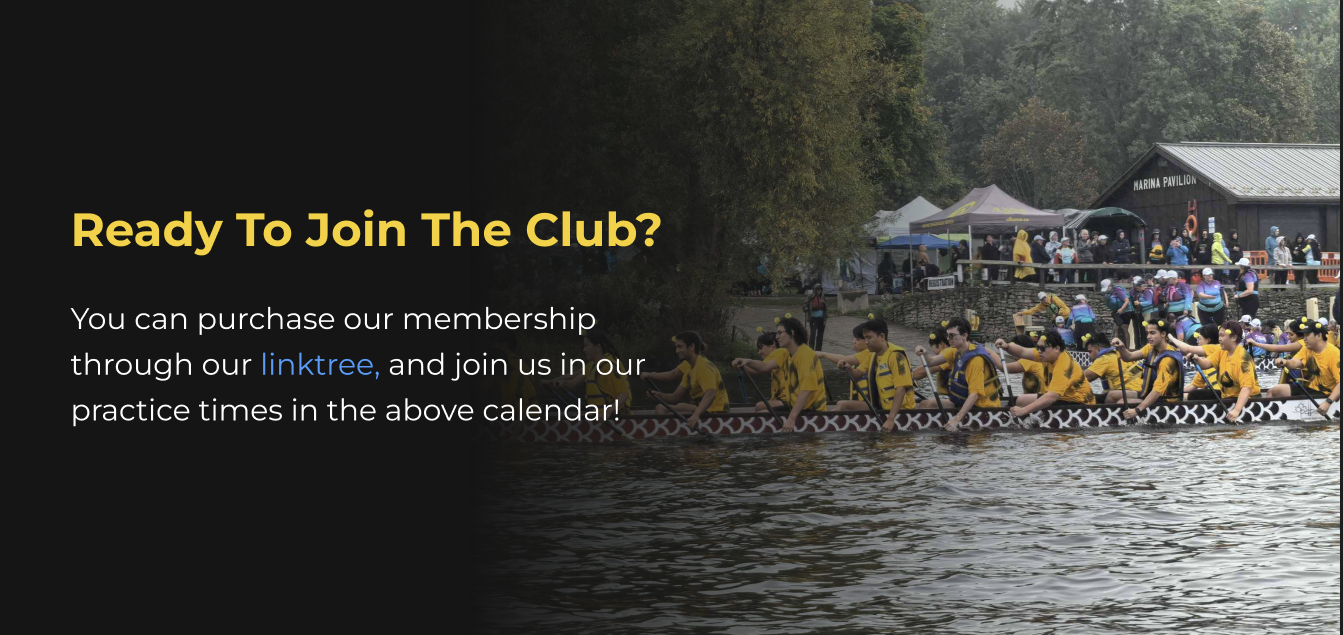 Ready To Join The Club?
You can purchase our membership
through our linktree, and join us in our
practice times in the above calendar!
MARINA PAVILION
REGISTRATION